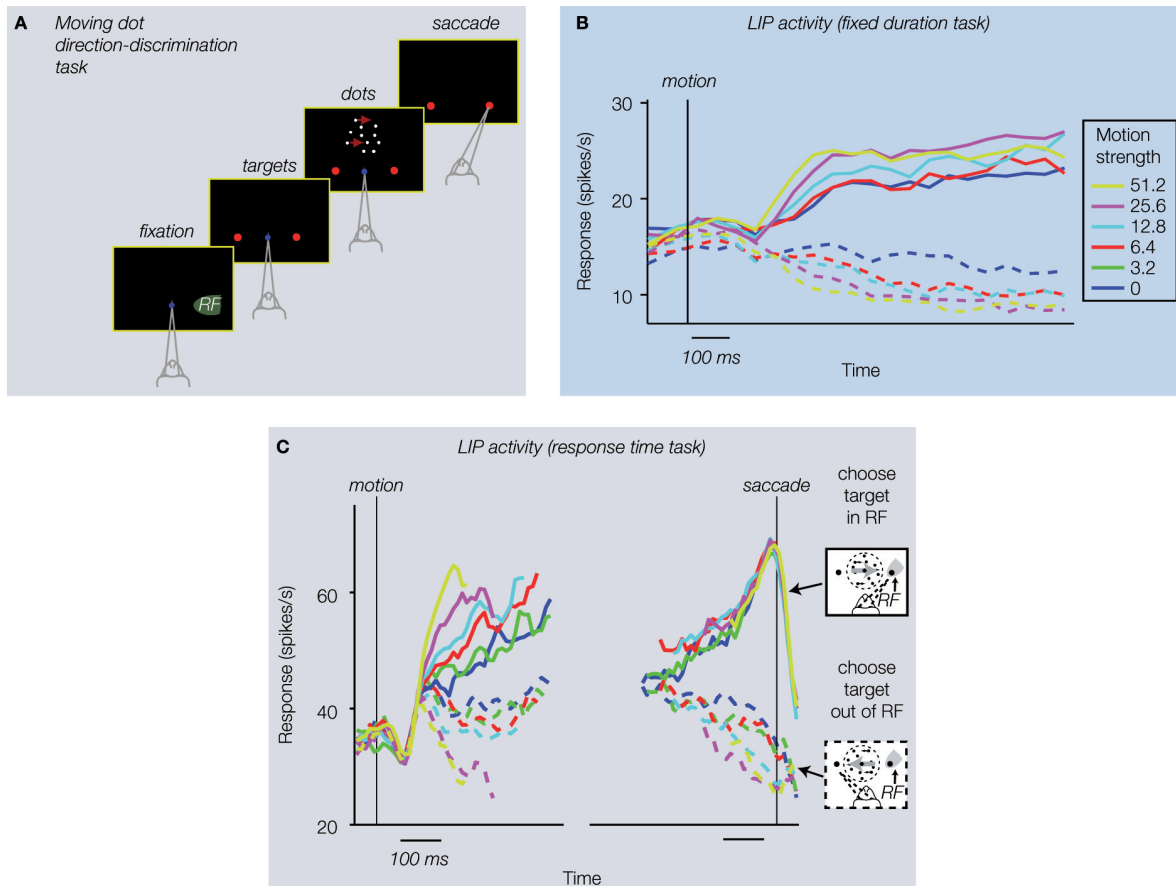 A
Moving dot
direction-discrimination
task
saccade
dots
targets
fixation
RF
B
LIP activity (fixed duration task)
motion
30
20
10
Response (spikes/s)
100 ms
Time
Motion
strength
51.2
25.6
12.8
6.4
3.2
0
C
LIP activity (response time task)
motion
saccade
60
40
20
Response (spikes/s)
100 ms
Time
choose
target
in RF
RF
choose
target
out of RF
RF